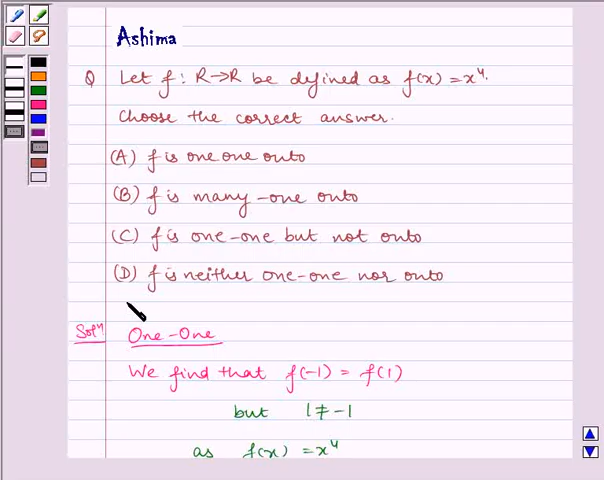 Ashima
Q Let f : R→R be defined as f(x) = x⁴.
Choose the correct answer.
(A) f is one one onto
(B) f is many-one onto
(C) f is one-one but not onto
(D) f is neither one-one nor onto
Solⁿ One-One
We find that f(-1) = f(1)
but 1 ≠ -1
as f(x) = x⁴